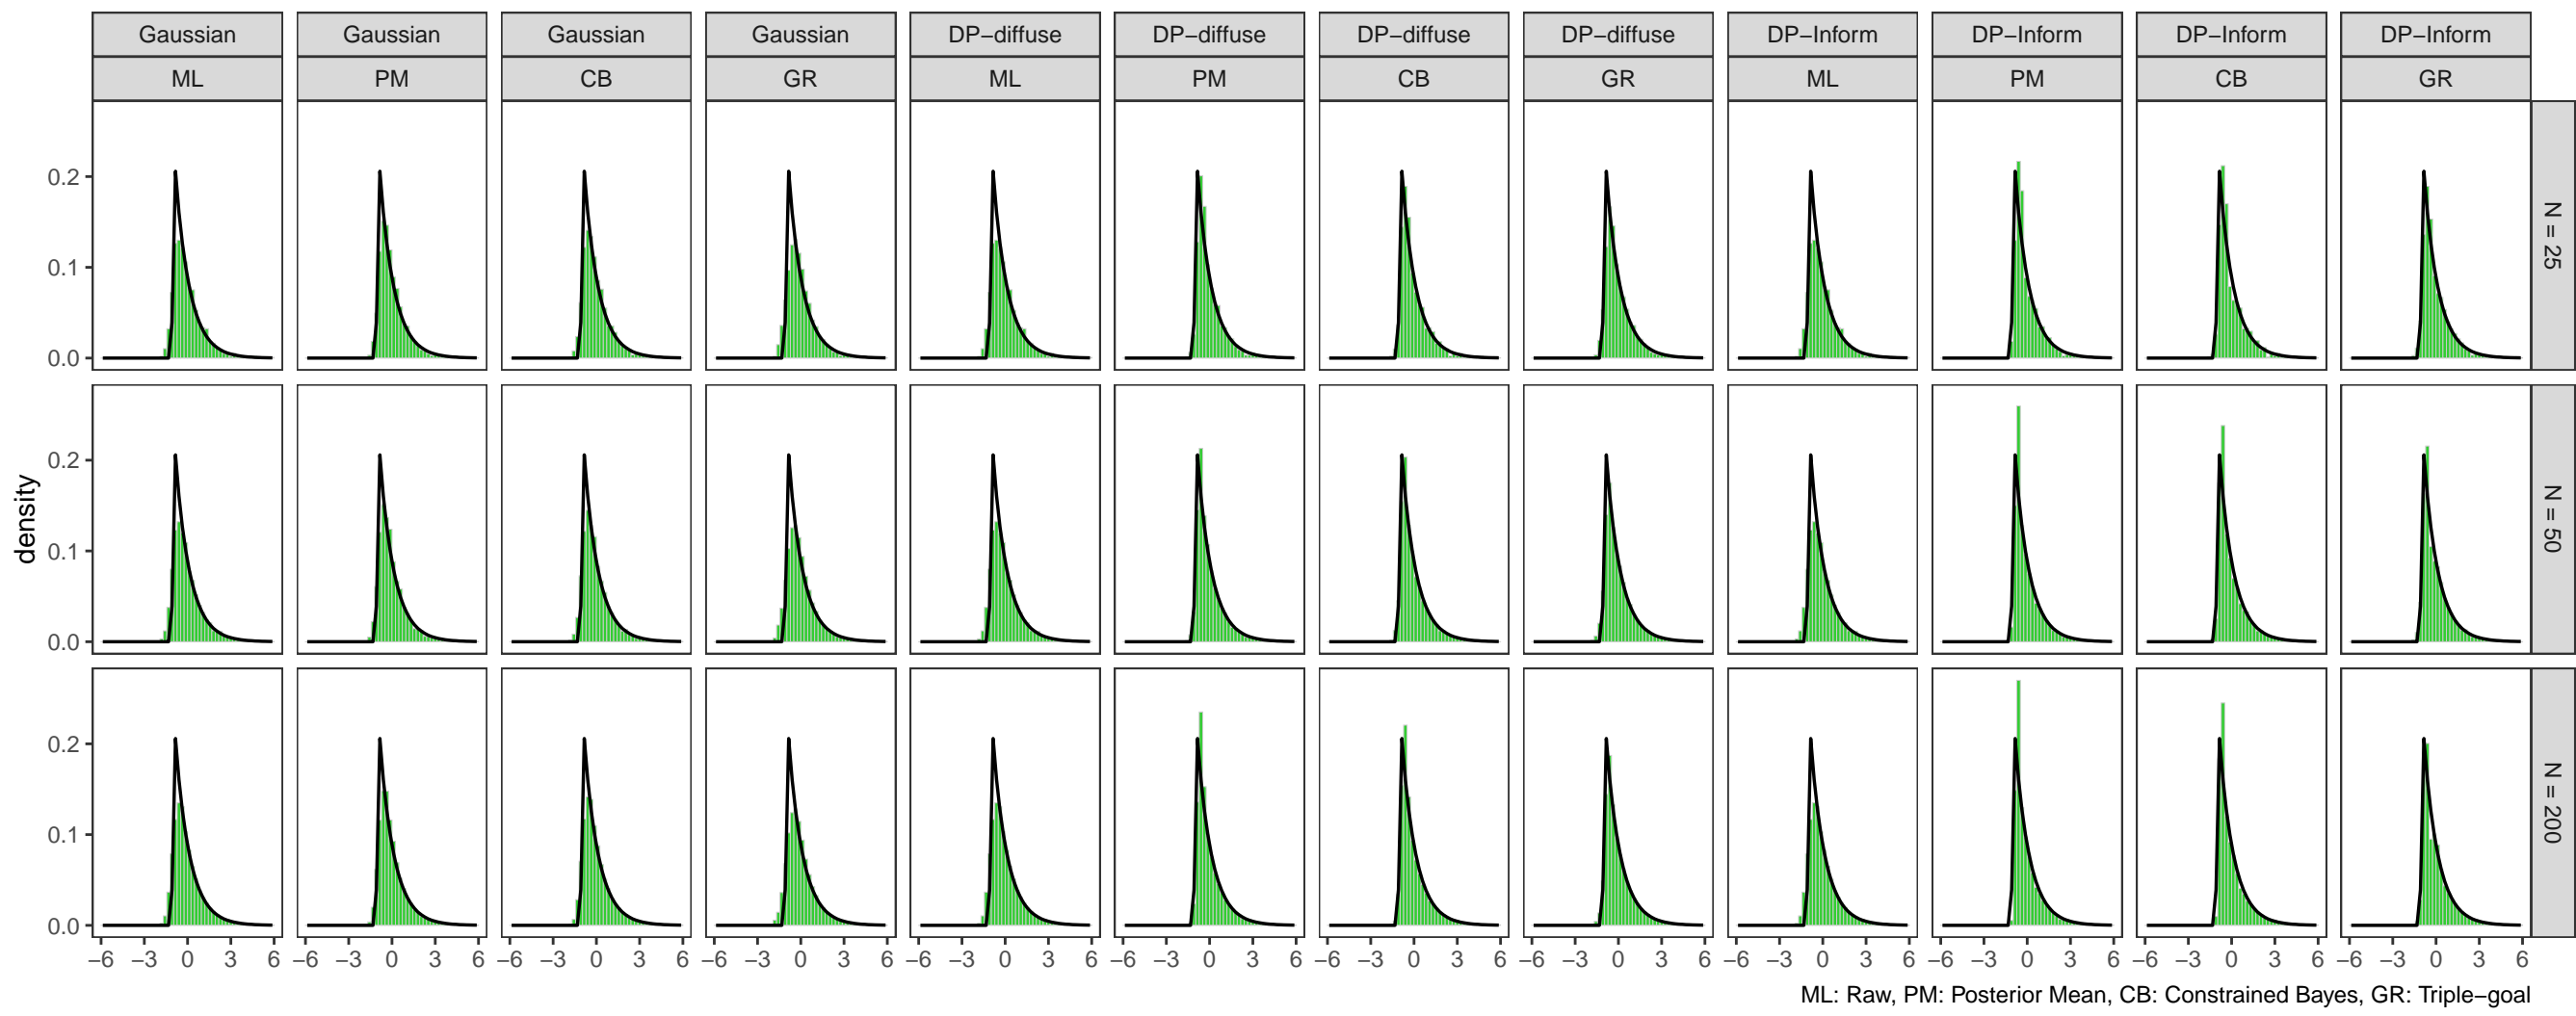 Gaussian Gaussian Gaussian Gaussian DP−diffuse DP−diffuse DP−diffuse DP−diffuse DP−Inform DP−Inform DP−Inform DP−Inform
ML PM CB GR ML PM CB GR ML PM CB GR
0.2
0.1
0.0
N = 25
density
0.2
0.1
0.0
N = 50
0.2
0.1
0.0
N = 200
−6 −3 0 3 6 −6 −3 0 3 6 −6 −3 0 3 6 −6 −3 0 3 6 −6 −3 0 3 6 −6 −3 0 3 6 −6 −3 0 3 6 −6 −3 0 3 6 −6 −3 0 3 6 −6 −3 0 3 6 −6 −3 0 3 6 −6 −3 0 3 6
ML: Raw, PM: Posterior Mean, CB: Constrained Bayes, GR: Triple−goal